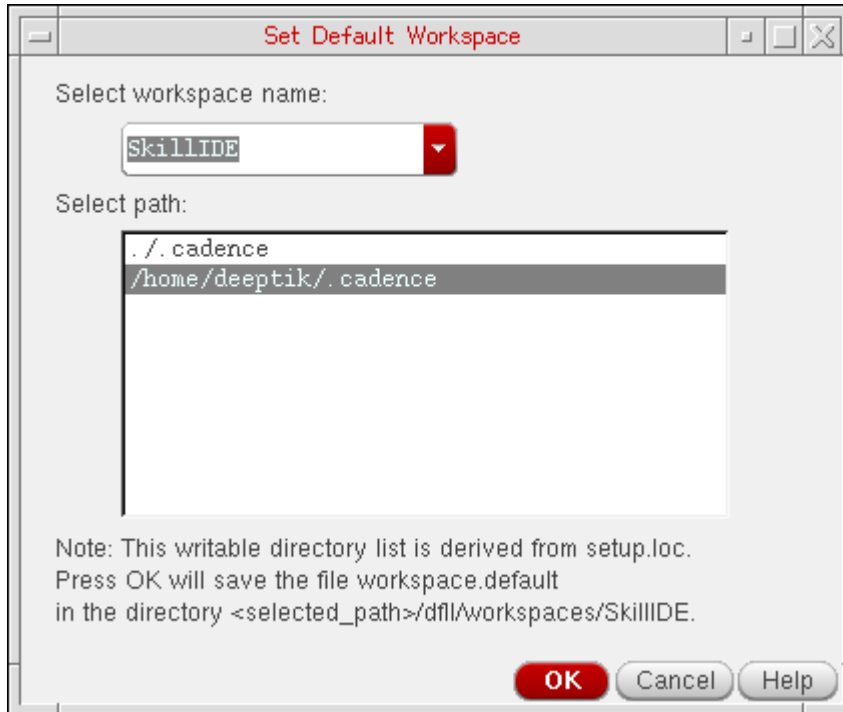 Set Default Workspace
Select workspace name:
SkillIDE
Select path:
./.cadence
/home/deeptik/.cadence
Note: This writable directory list is derived from setup.loc.
Press OK will save the file workspace.default
in the directory <selected_path>/dfII/workspaces/SkillIDE.
OK Cancel Help